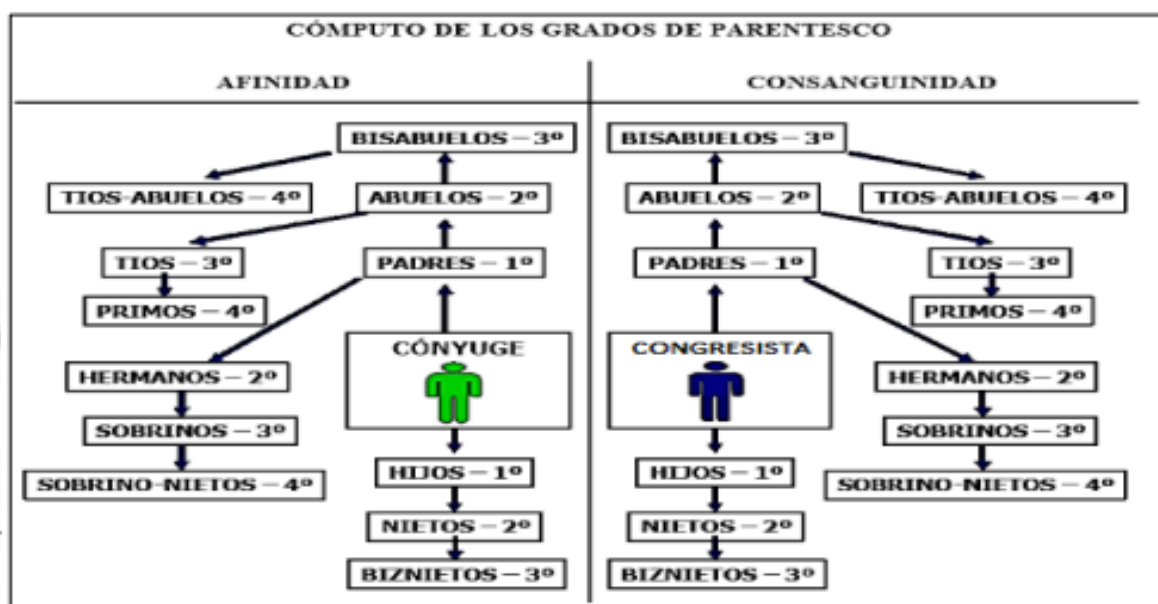 CÓMPUTO DE LOS GRADOS DE PARENTESCO
AFINIDAD
BISABUELOS – 3º
TIOS-ABUELOS – 4º
ABUELOS – 2º
TIOS – 3º
PADRES – 1º
PRIMOS – 4º
CÓNYUGE
HERMANOS – 2º
SOBRINOS – 3º
SOBRINO-NIETOS – 4º
HIJOS – 1º
NIETOS – 2º
BIZNIETOS – 3º
CONSANGUINIDAD
BISABUELOS – 3º
ABUELOS – 2º
TIOS-ABUELOS – 4º
PADRES – 1º
TIOS – 3º
PRIMOS – 4º
CONGRESISTA
HERMANOS – 2º
SOBRINOS – 3º
HIJOS – 1º
SOBRINO-NIETOS – 4º
NIETOS – 2º
BIZNIETOS – 3º